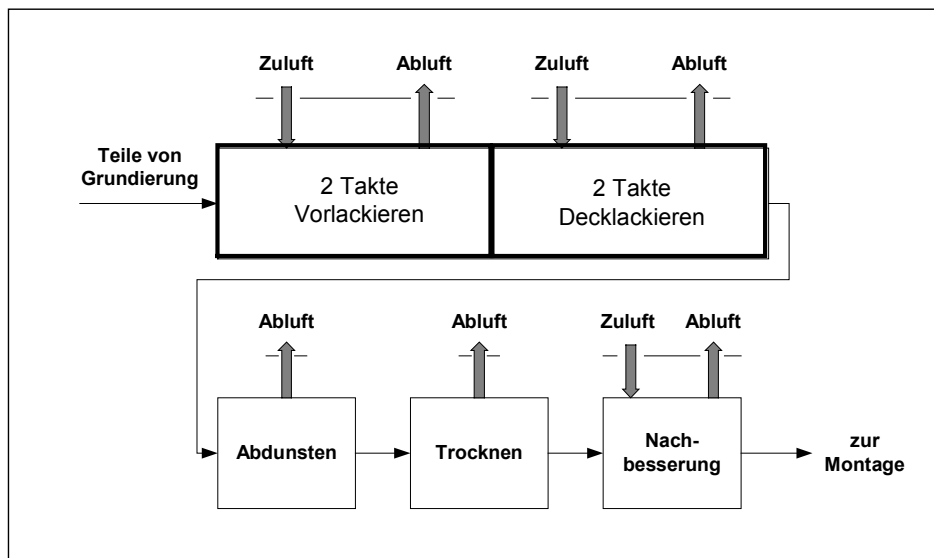 Zuluft Abluft Zuluft Abluft
Teile von
Grundierung
2 Takte
Vorlackieren
2 Takte
Decklackieren
Abluft Abluft Zuluft Abluft
Abdunsten
Trocknen
Nach-
besserung
zur
Montage